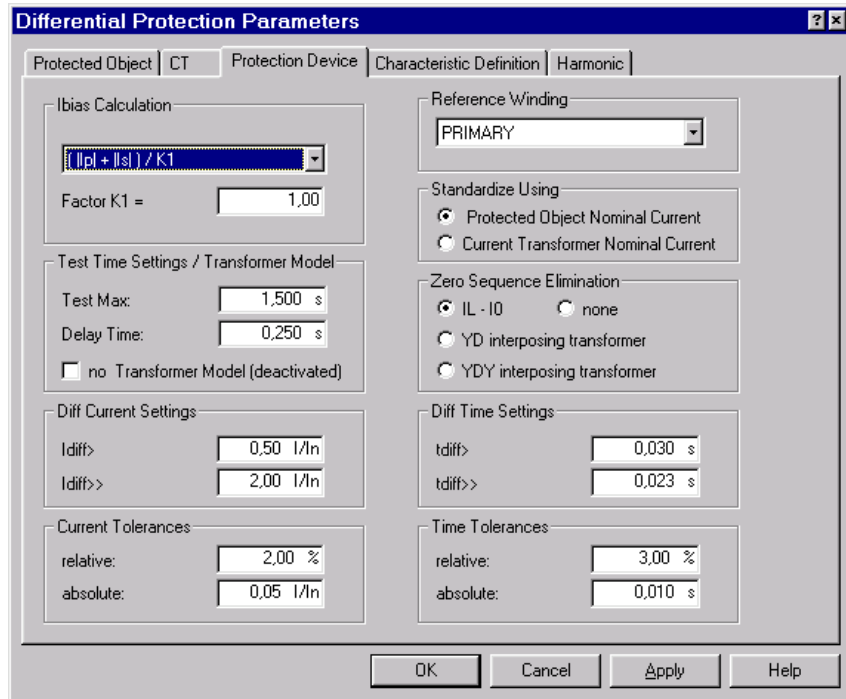 Differential Protection Parameters
Protected Object CT Protection Device Characteristic Definition Harmonic
Ibias Calculation
( |Ip| + |Is| ) / K1
Factor K1 = 1,00
Test Time Settings / Transformer Model
Test Max: 1,500 s
Delay Time: 0,250 s
no Transformer Model (deactivated)
Diff Current Settings
Idiff> 0,50 I/In
Idiff>> 2,00 I/In
Current Tolerances
relative: 2,00 %
absolute: 0,05 I/In
Reference Winding
PRIMARY
Standardize Using
Protected Object Nominal Current
Current Transformer Nominal Current
Zero Sequence Elimination
IL - I0 none
YD interposing transformer
YDY interposing transformer
Diff Time Settings
tdiff> 0,030 s
tdiff>> 0,023 s
Time Tolerances
relative: 3,00 %
absolute: 0,010 s
OK Cancel Apply Help